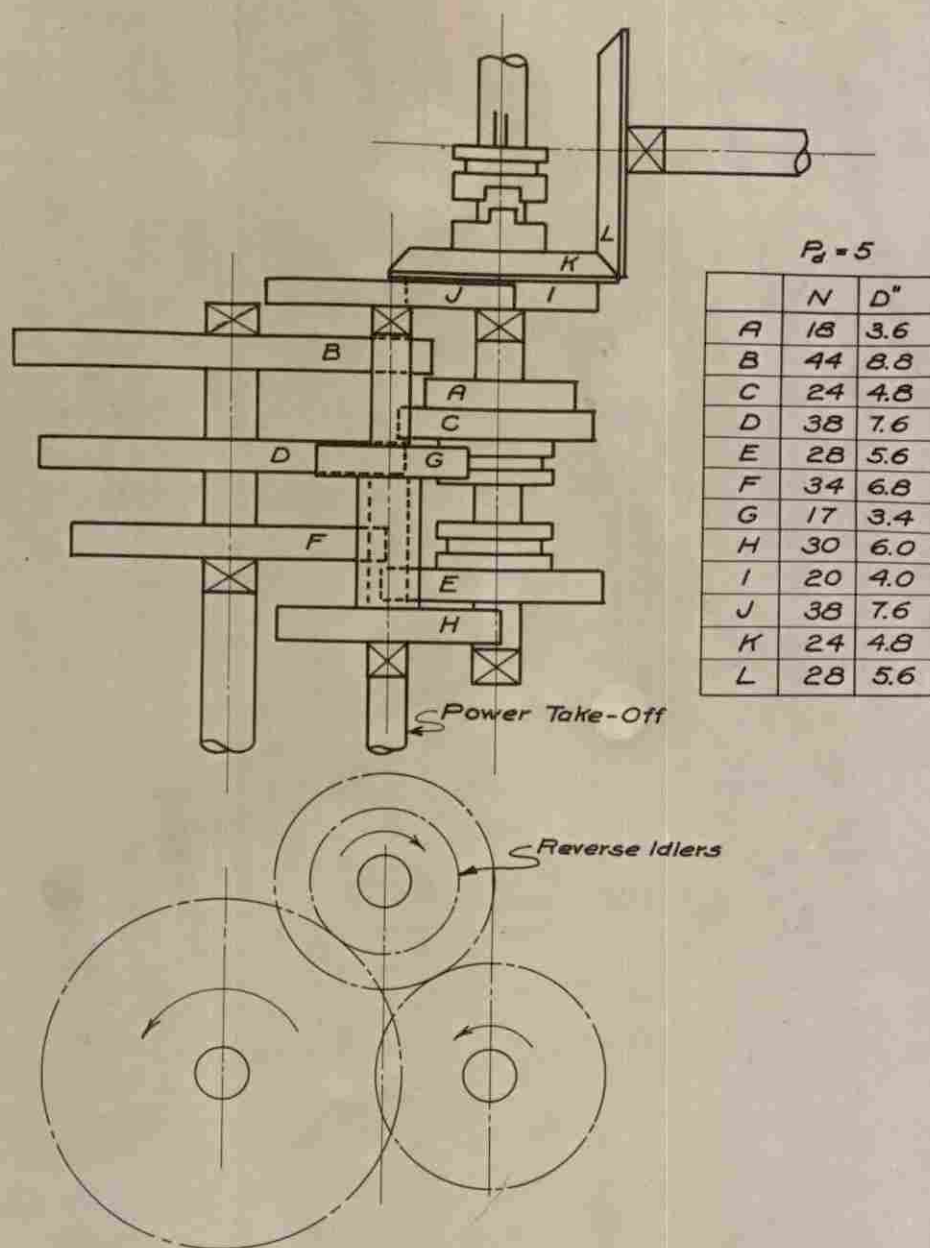 L
K
J I
B
A
C
D G
F
E
H
Power Take-Off
Reverse Idlers
Pd = 5
N D"
A 18 3.6
B 44 8.8
C 24 4.8
D 38 7.6
E 28 5.6
F 34 6.8
G 17 3.4
H 30 6.0
I 20 4.0
J 38 7.6
K 24 4.8
L 28 5.6